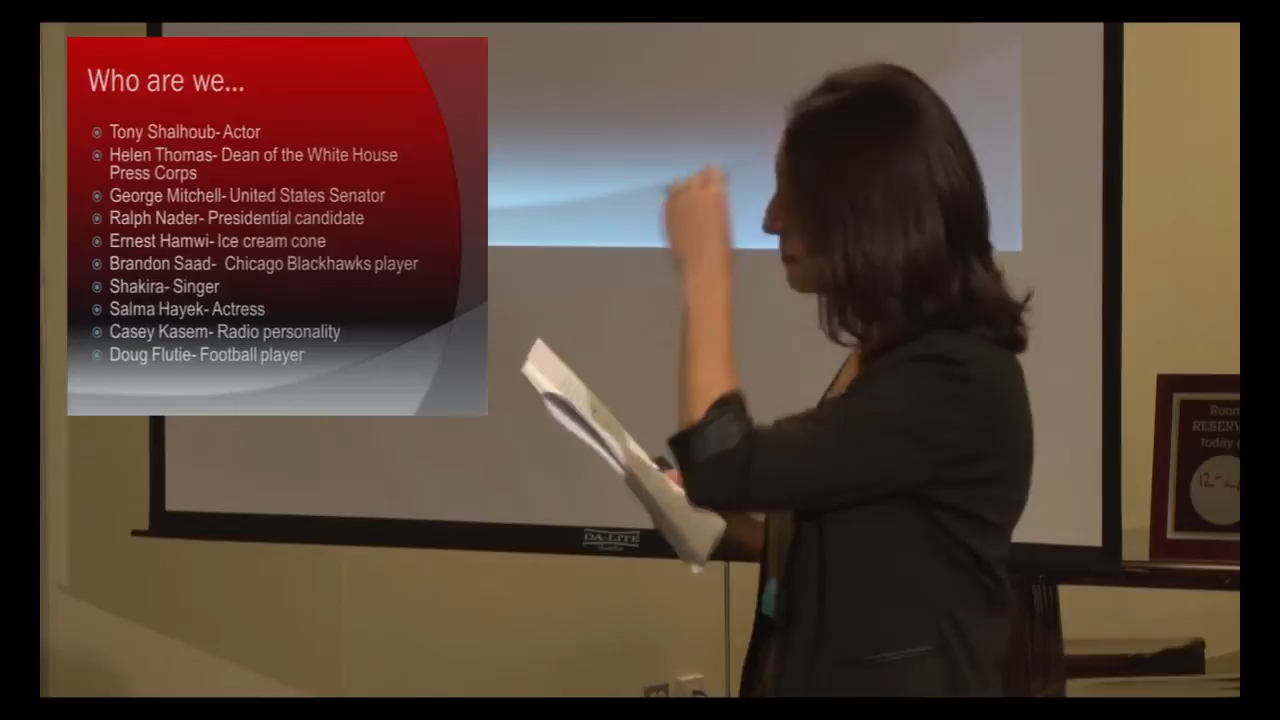 Who are we...
Tony Shalhoub- Actor
Helen Thomas- Dean of the White House
Press Corps
George Mitchell- United States Senator
Ralph Nader- Presidential candidate
Ernest Hamwi- Ice cream cone
Brandon Saad- Chicago Blackhawks player
Shakira- Singer
Salma Hayek- Actress
Casey Kasem- Radio personality
Doug Flutie- Football player
DA-LITE
Room
RESERV
today